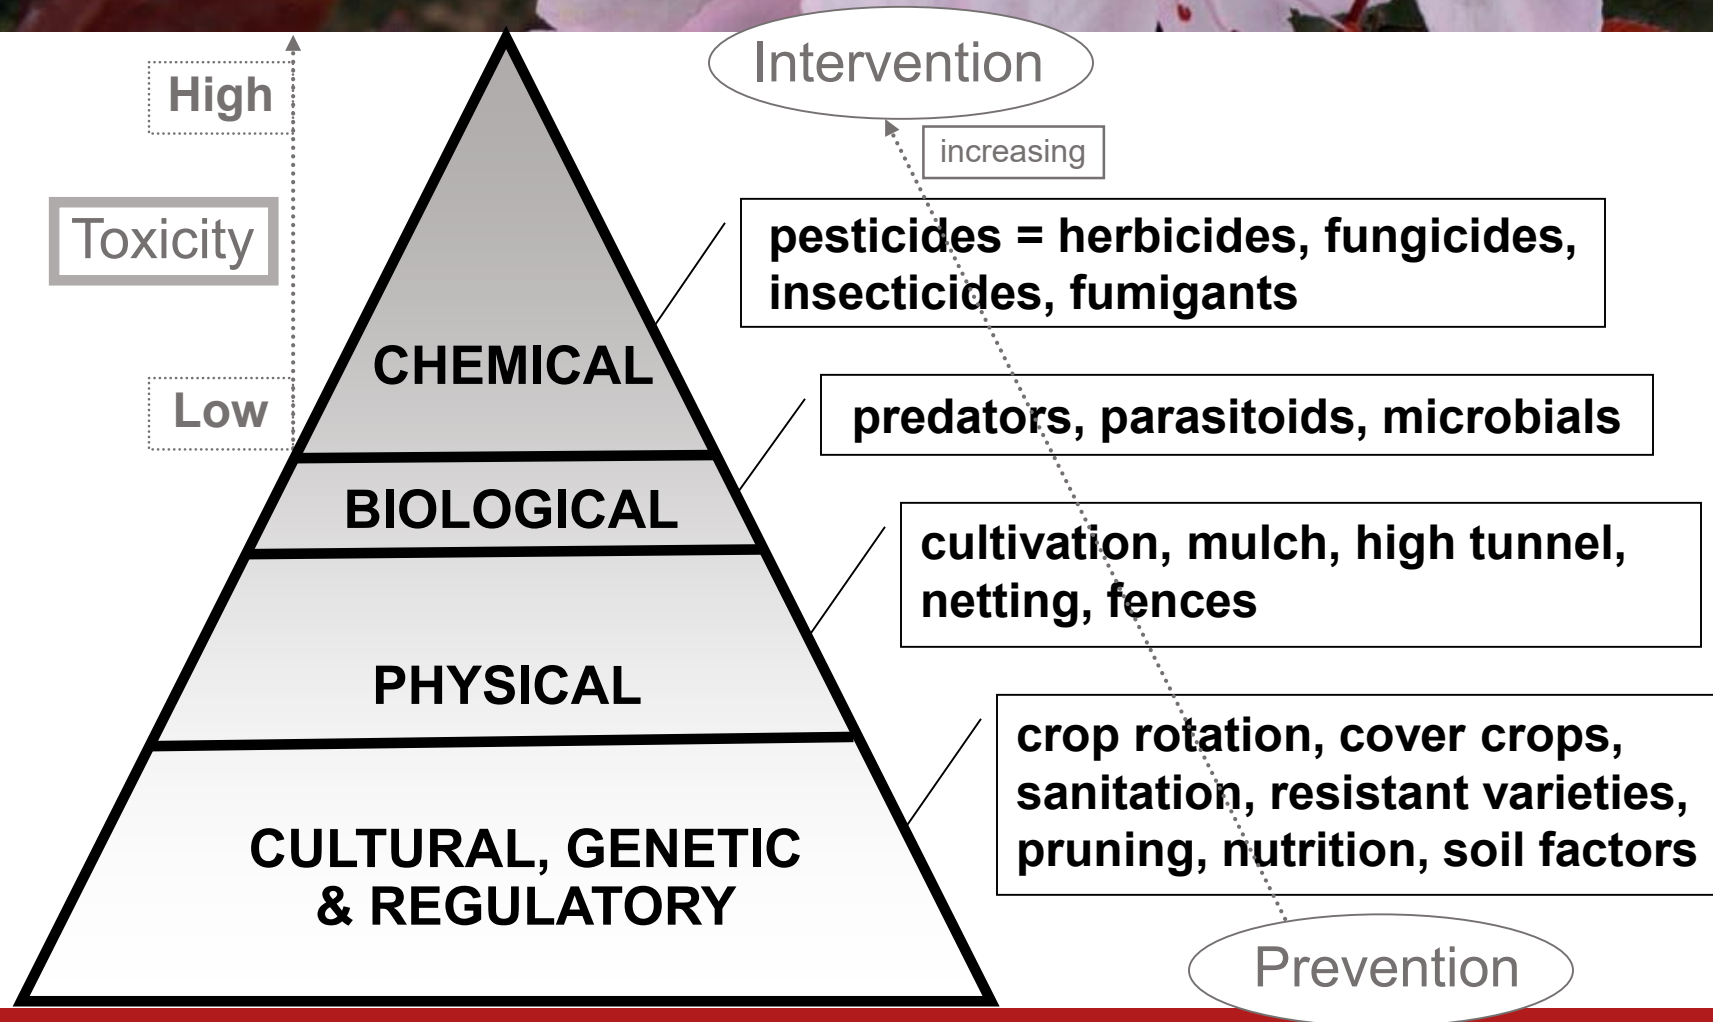 Intervention
High
increasing
Toxicity
pesticides = herbicides, fungicides,
insecticides, fumigants
CHEMICAL
Low
predators, parasitoids, microbials
BIOLOGICAL
cultivation, mulch, high tunnel,
netting, fences
PHYSICAL
crop rotation, cover crops,
sanitation, resistant varieties,
pruning, nutrition, soil factors
CULTURAL, GENETIC
& REGULATORY
Prevention